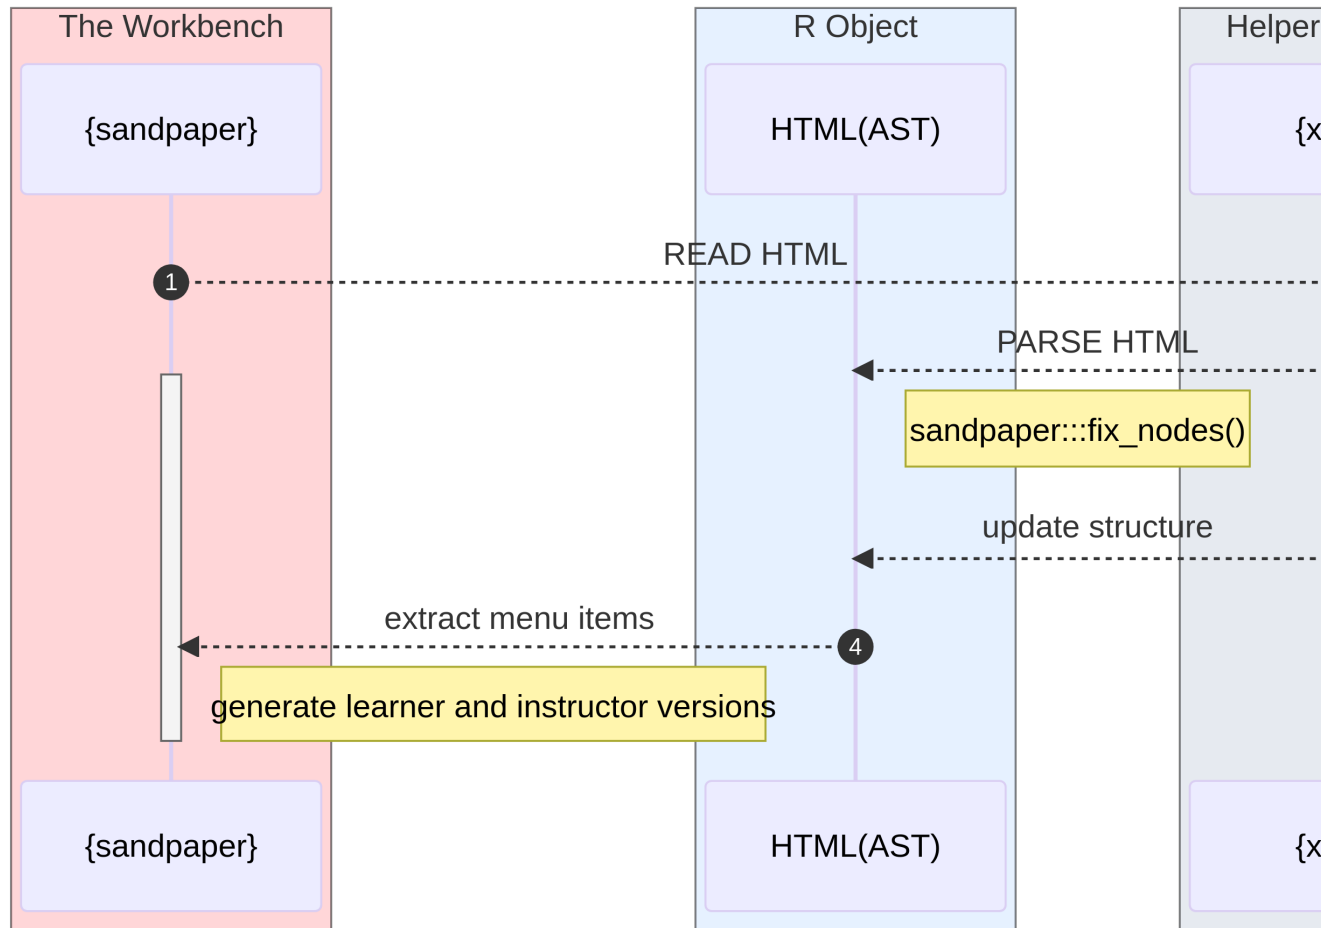 The Workbench
R Object
Helper
{sandpaper}
HTML(AST)
{x
READ HTML
1
PARSE HTML
sandpaper:::fix_nodes()
update structure
extract menu items
4
generate learner and instructor versions
{sandpaper}
HTML(AST)
{x